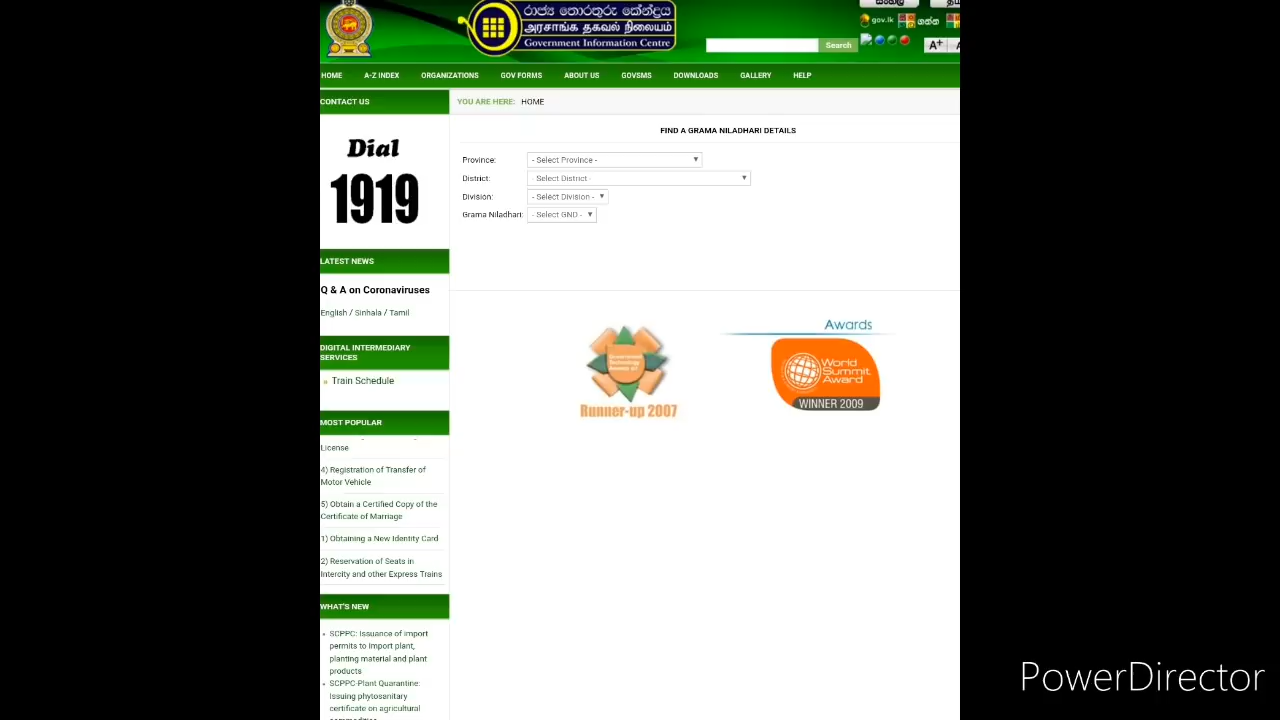 රාජ්‍ය තොරතුරු කේන්ද්‍රය
அரசாங்க தகவல் நிலையம்
Government Information Centre
සිංහල
gov.lk
Search
A+
HOME A-Z INDEX ORGANIZATIONS GOV FORMS ABOUT US GOVSMS DOWNLOADS GALLERY HELP
CONTACT US
YOU ARE HERE: HOME
Dial
1919
FIND A GRAMA NILADHARI DETAILS
Province: - Select Province -
District: - Select District -
Division: - Select Division -
Grama Niladhari: - Select GND -
LATEST NEWS
Q & A on Coronaviruses
English / Sinhala / Tamil
DIGITAL INTERMEDIARY
SERVICES
Train Schedule
MOST POPULAR
License
4) Registration of Transfer of
Motor Vehicle
5) Obtain a Certified Copy of the
Certificate of Marriage
1) Obtaining a New Identity Card
2) Reservation of Seats in
Intercity and other Express Trains
WHAT'S NEW
SCPPC: Issuance of import
permits to import plant,
planting material and plant
products
SCPPC-Plant Quarantine:
Issuing phytosanitary
certificate on agricultural
Runner-up 2007
Awards
World
Summit
Award
WINNER 2009
PowerDirector